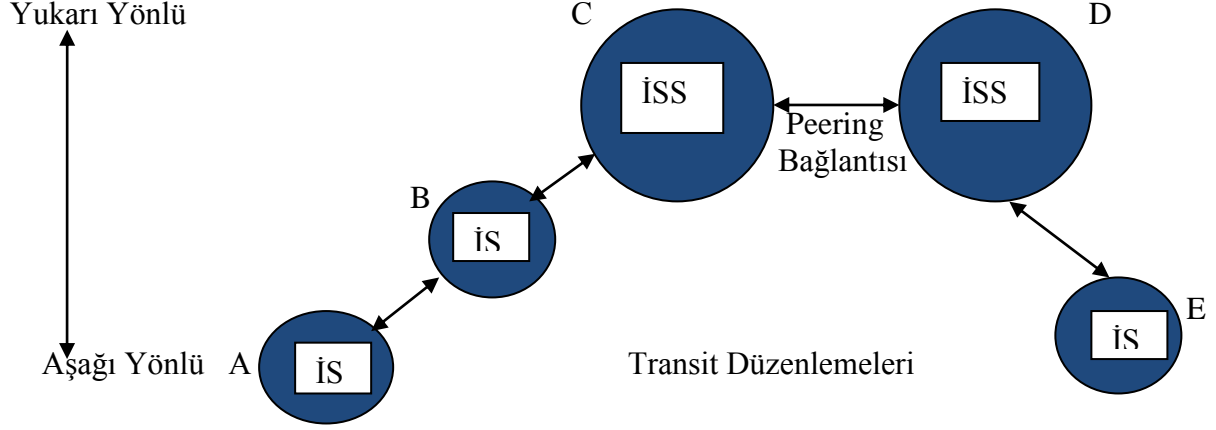 Yukarı Yönlü
C
D
İSS
İSS
Peering
Bağlantısı
B
İS
E
İS
Aşağı Yönlü
A
İS
Transit Düzenlemeleri